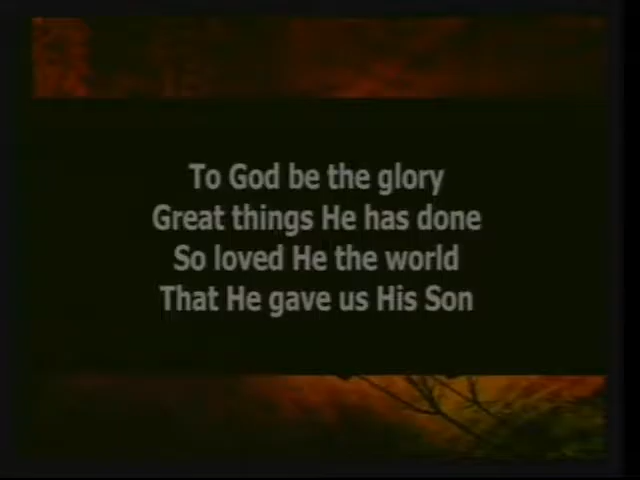 To God be the glory
Great things He has done
So loved He the world
That He gave us His Son